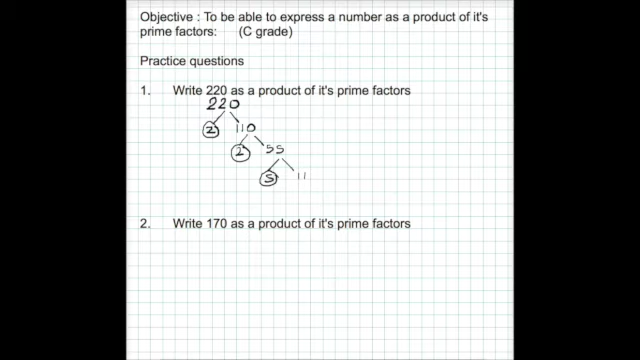 Objective : To be able to express a number as a product of it's
prime factors: (C grade)
Practice questions
1. Write 220 as a product of it's prime factors
220
2 110
2 55
5 11
2. Write 170 as a product of it's prime factors